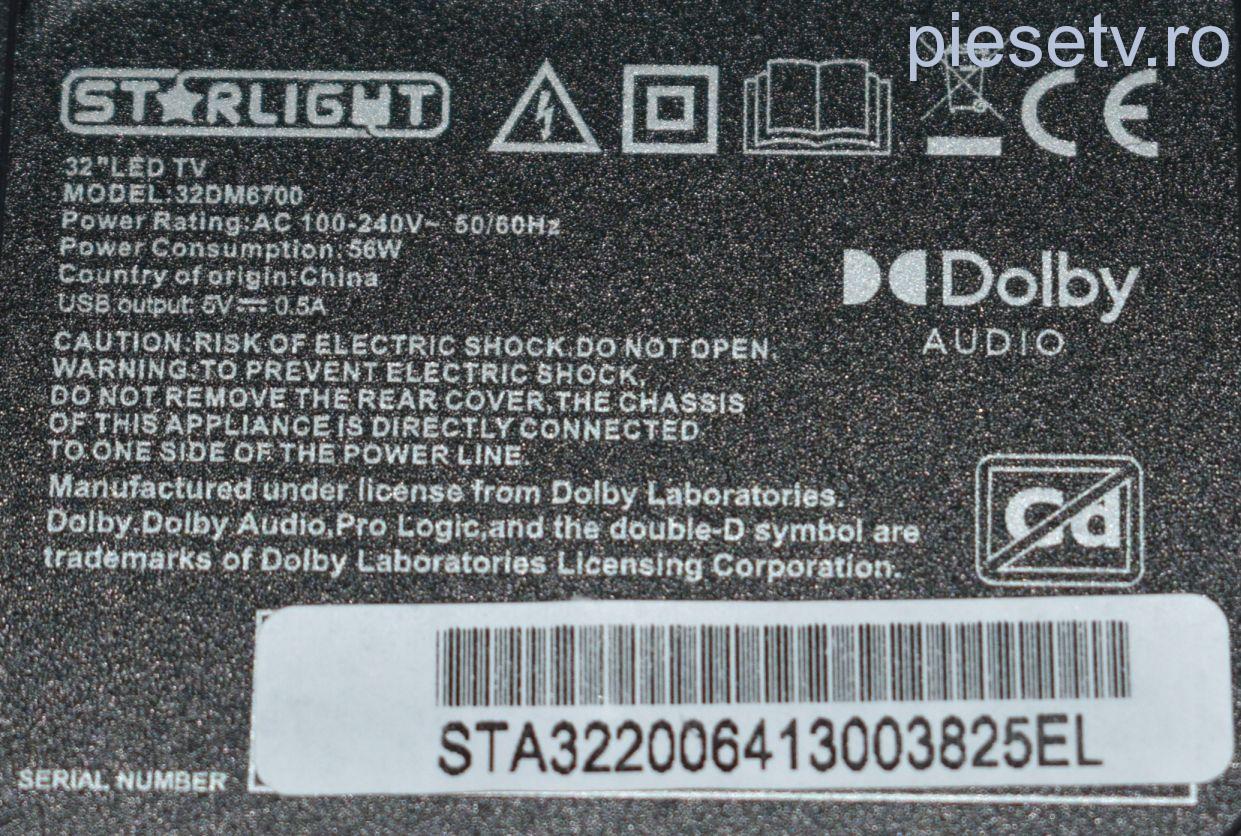 piesetv.ro
STARLIGHT
CE
32"LED TV
MODEL:32DM6700
Power Rating:AC 100-240V~ 50/60Hz
Power Consumption:56W
Country of origin:China
USB output: 5V⎓ 0.5A
Dolby
AUDIO
CAUTION:RISK OF ELECTRIC SHOCK.DO NOT OPEN.
WARNING:TO PREVENT ELECTRIC SHOCK,
DO NOT REMOVE THE REAR COVER,THE CHASSIS
OF THIS APPLIANCE IS DIRECTLY CONNECTED
TO ONE SIDE OF THE POWER LINE.
Manufactured under license from Dolby Laboratories.
Dolby,Dolby Audio,Pro Logic,and the double-D symbol are
trademarks of Dolby Laboratories Licensing Corporation.
Cd
STA322006413003825EL
SERIAL NUMBER